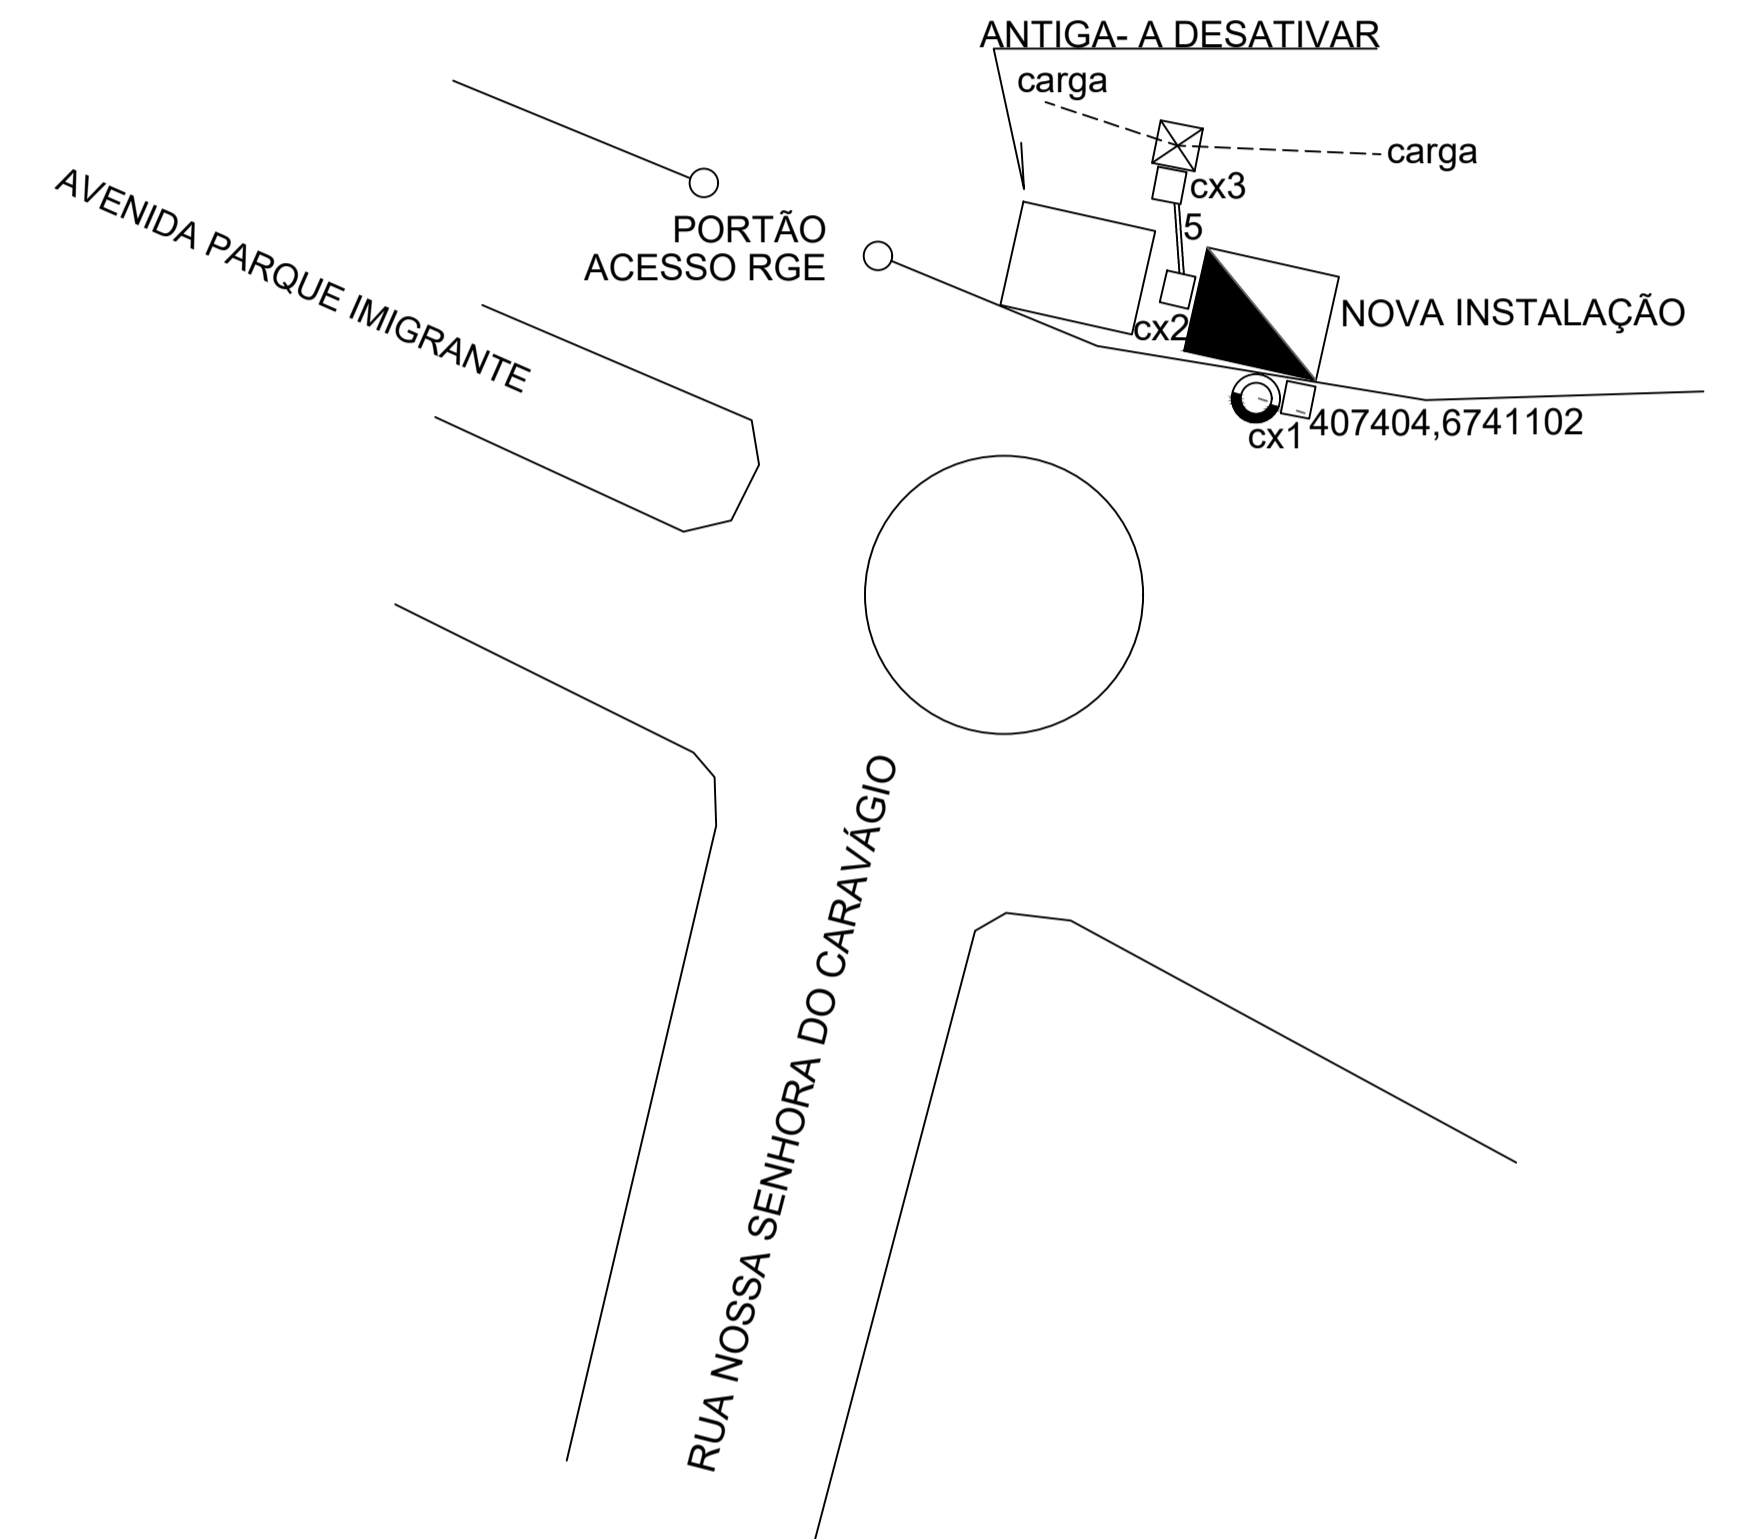 ANTIGA- A DESATIVAR
carga
carga
cx3
AVENIDA PARQUE IMIGRANTE
PORTÃO
ACESSO RGE
5
NOVA INSTALAÇÃO
cx2
407404,6741102
cx1
RUA NOSSA SENHORA DO CARAVÁGIO